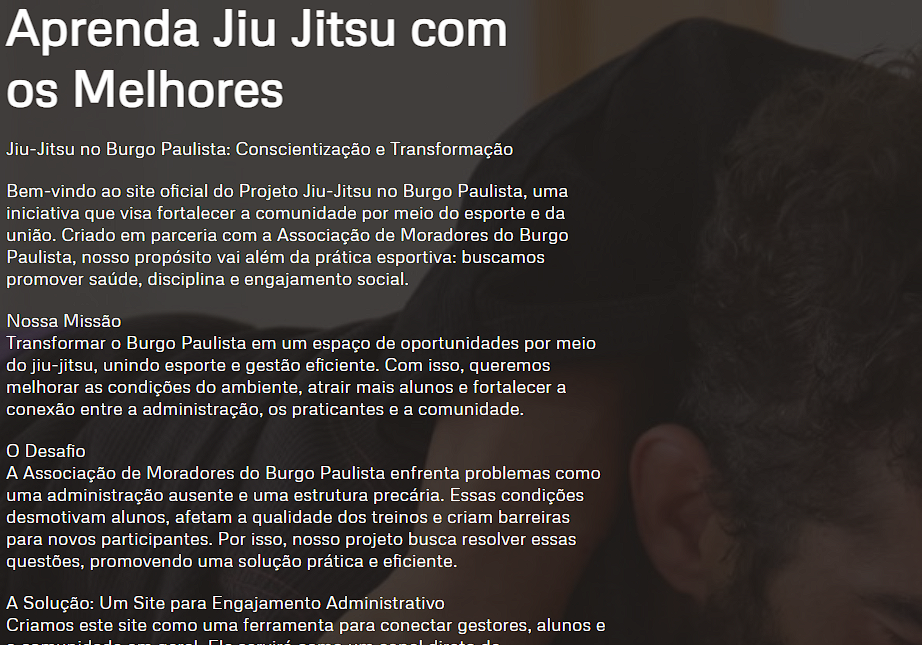 Aprenda Jiu Jitsu com
os Melhores
Jiu-Jitsu no Burgo Paulista: Conscientização e Transformação
Bem-vindo ao site oficial do Projeto Jiu-Jitsu no Burgo Paulista, uma
iniciativa que visa fortalecer a comunidade por meio do esporte e da
união. Criado em parceria com a Associação de Moradores do Burgo
Paulista, nosso propósito vai além da prática esportiva: buscamos
promover saúde, disciplina e engajamento social.
Nossa Missão
Transformar o Burgo Paulista em um espaço de oportunidades por meio
do jiu-jitsu, unindo esporte e gestão eficiente. Com isso, queremos
melhorar as condições do ambiente, atrair mais alunos e fortalecer a
conexão entre a administração, os praticantes e a comunidade.
O Desafio
A Associação de Moradores do Burgo Paulista enfrenta problemas como
uma administração ausente e uma estrutura precária. Essas condições
desmotivam alunos, afetam a qualidade dos treinos e criam barreiras
para novos participantes. Por isso, nosso projeto busca resolver essas
questões, promovendo uma solução prática e eficiente.
A Solução: Um Site para Engajamento Administrativo
Criamos este site como uma ferramenta para conectar gestores, alunos e